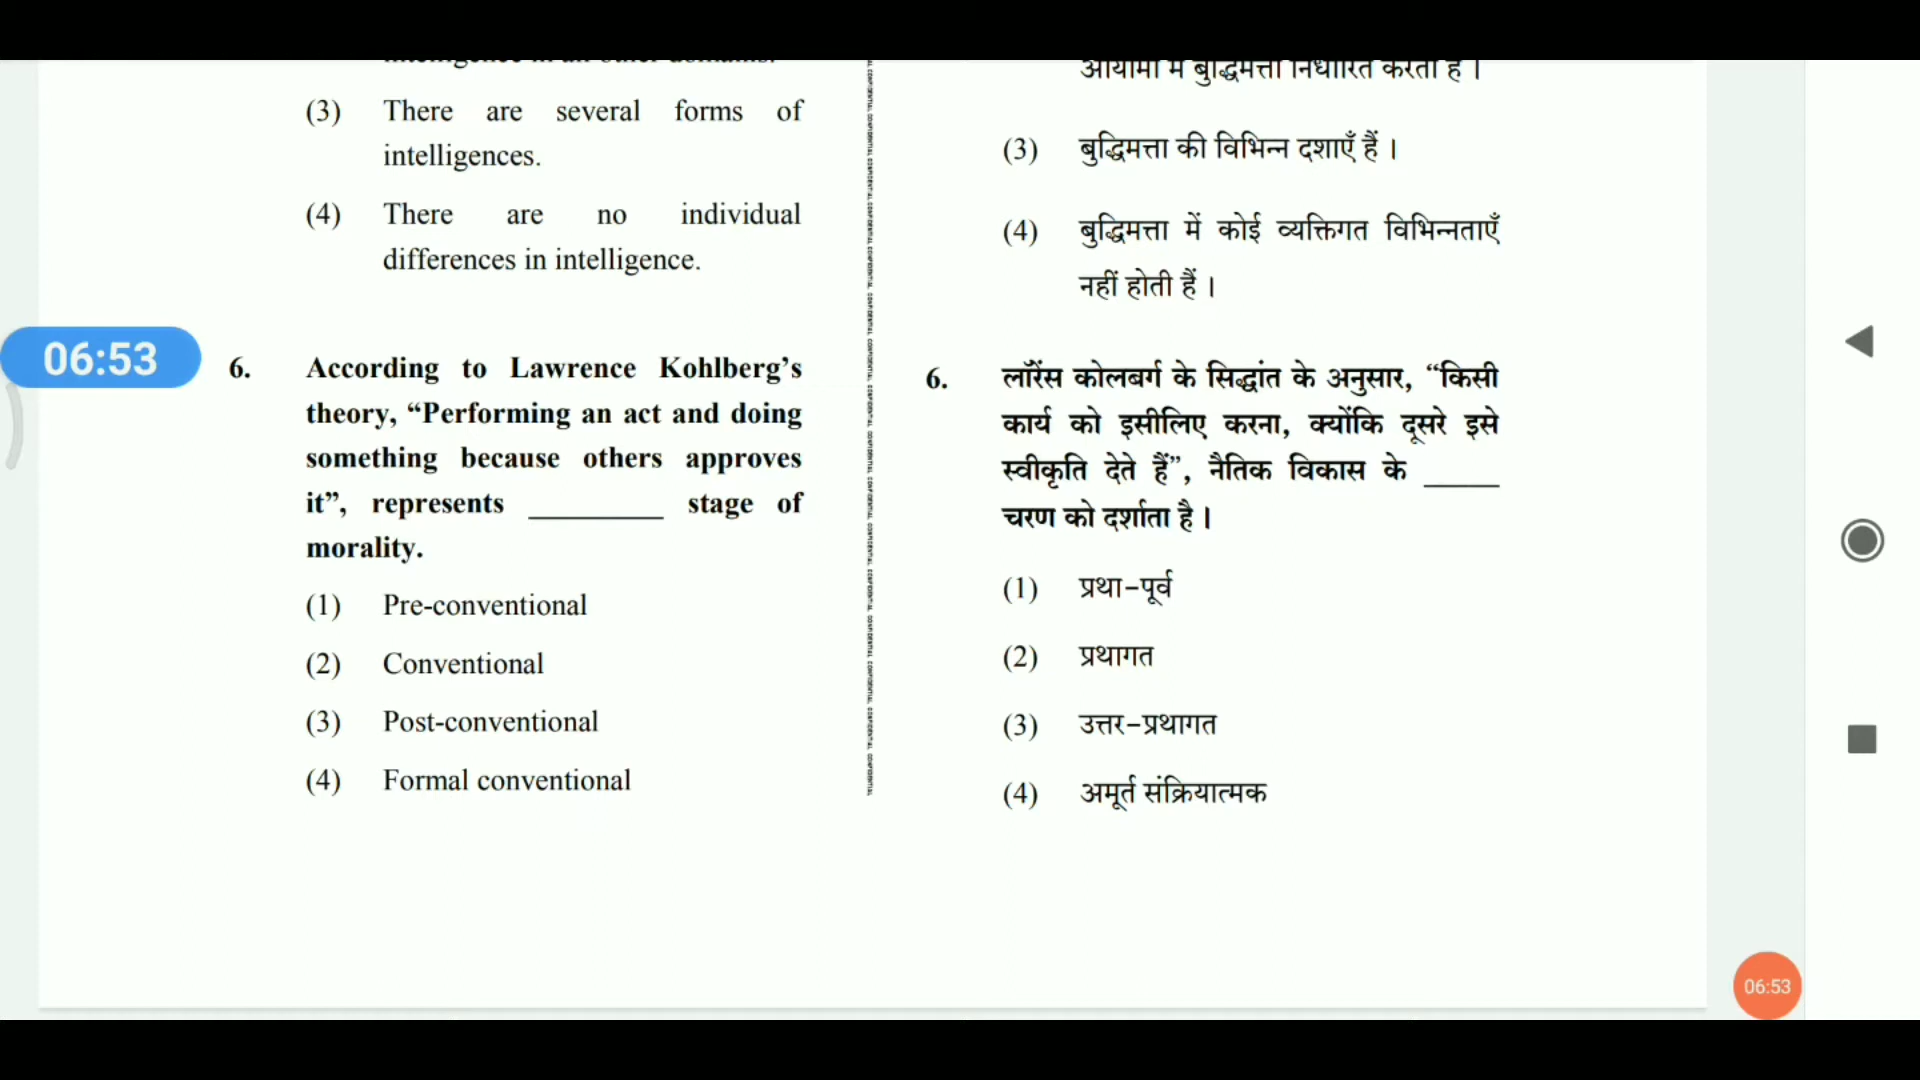 (3) There are several forms of
intelligences.
(4) There are no individual
differences in intelligence.
06:53
6. According to Lawrence Kohlberg’s
theory, “Performing an act and doing
something because others approves
it”, represents _________ stage of
morality.
(1) Pre-conventional
(2) Conventional
(3) Post-conventional
(4) Formal conventional
आयामों में बुद्धिमत्ता निर्धारित करती है ।
(3) बुद्धिमत्ता की विभिन्न दशाएँ हैं ।
(4) बुद्धिमत्ता में कोई व्यक्तिगत विभिन्नताएँ
नहीं होती हैं ।
6. लॉरेंस कोलबर्ग के सिद्धांत के अनुसार, “किसी
कार्य को इसीलिए करना, क्योंकि दूसरे इसे
स्वीकृति देते हैं”, नैतिक विकास के _____
चरण को दर्शाता है ।
(1) प्रथा-पूर्व
(2) प्रथागत
(3) उत्तर-प्रथागत
(4) अमूर्त संक्रियात्मक
06:53